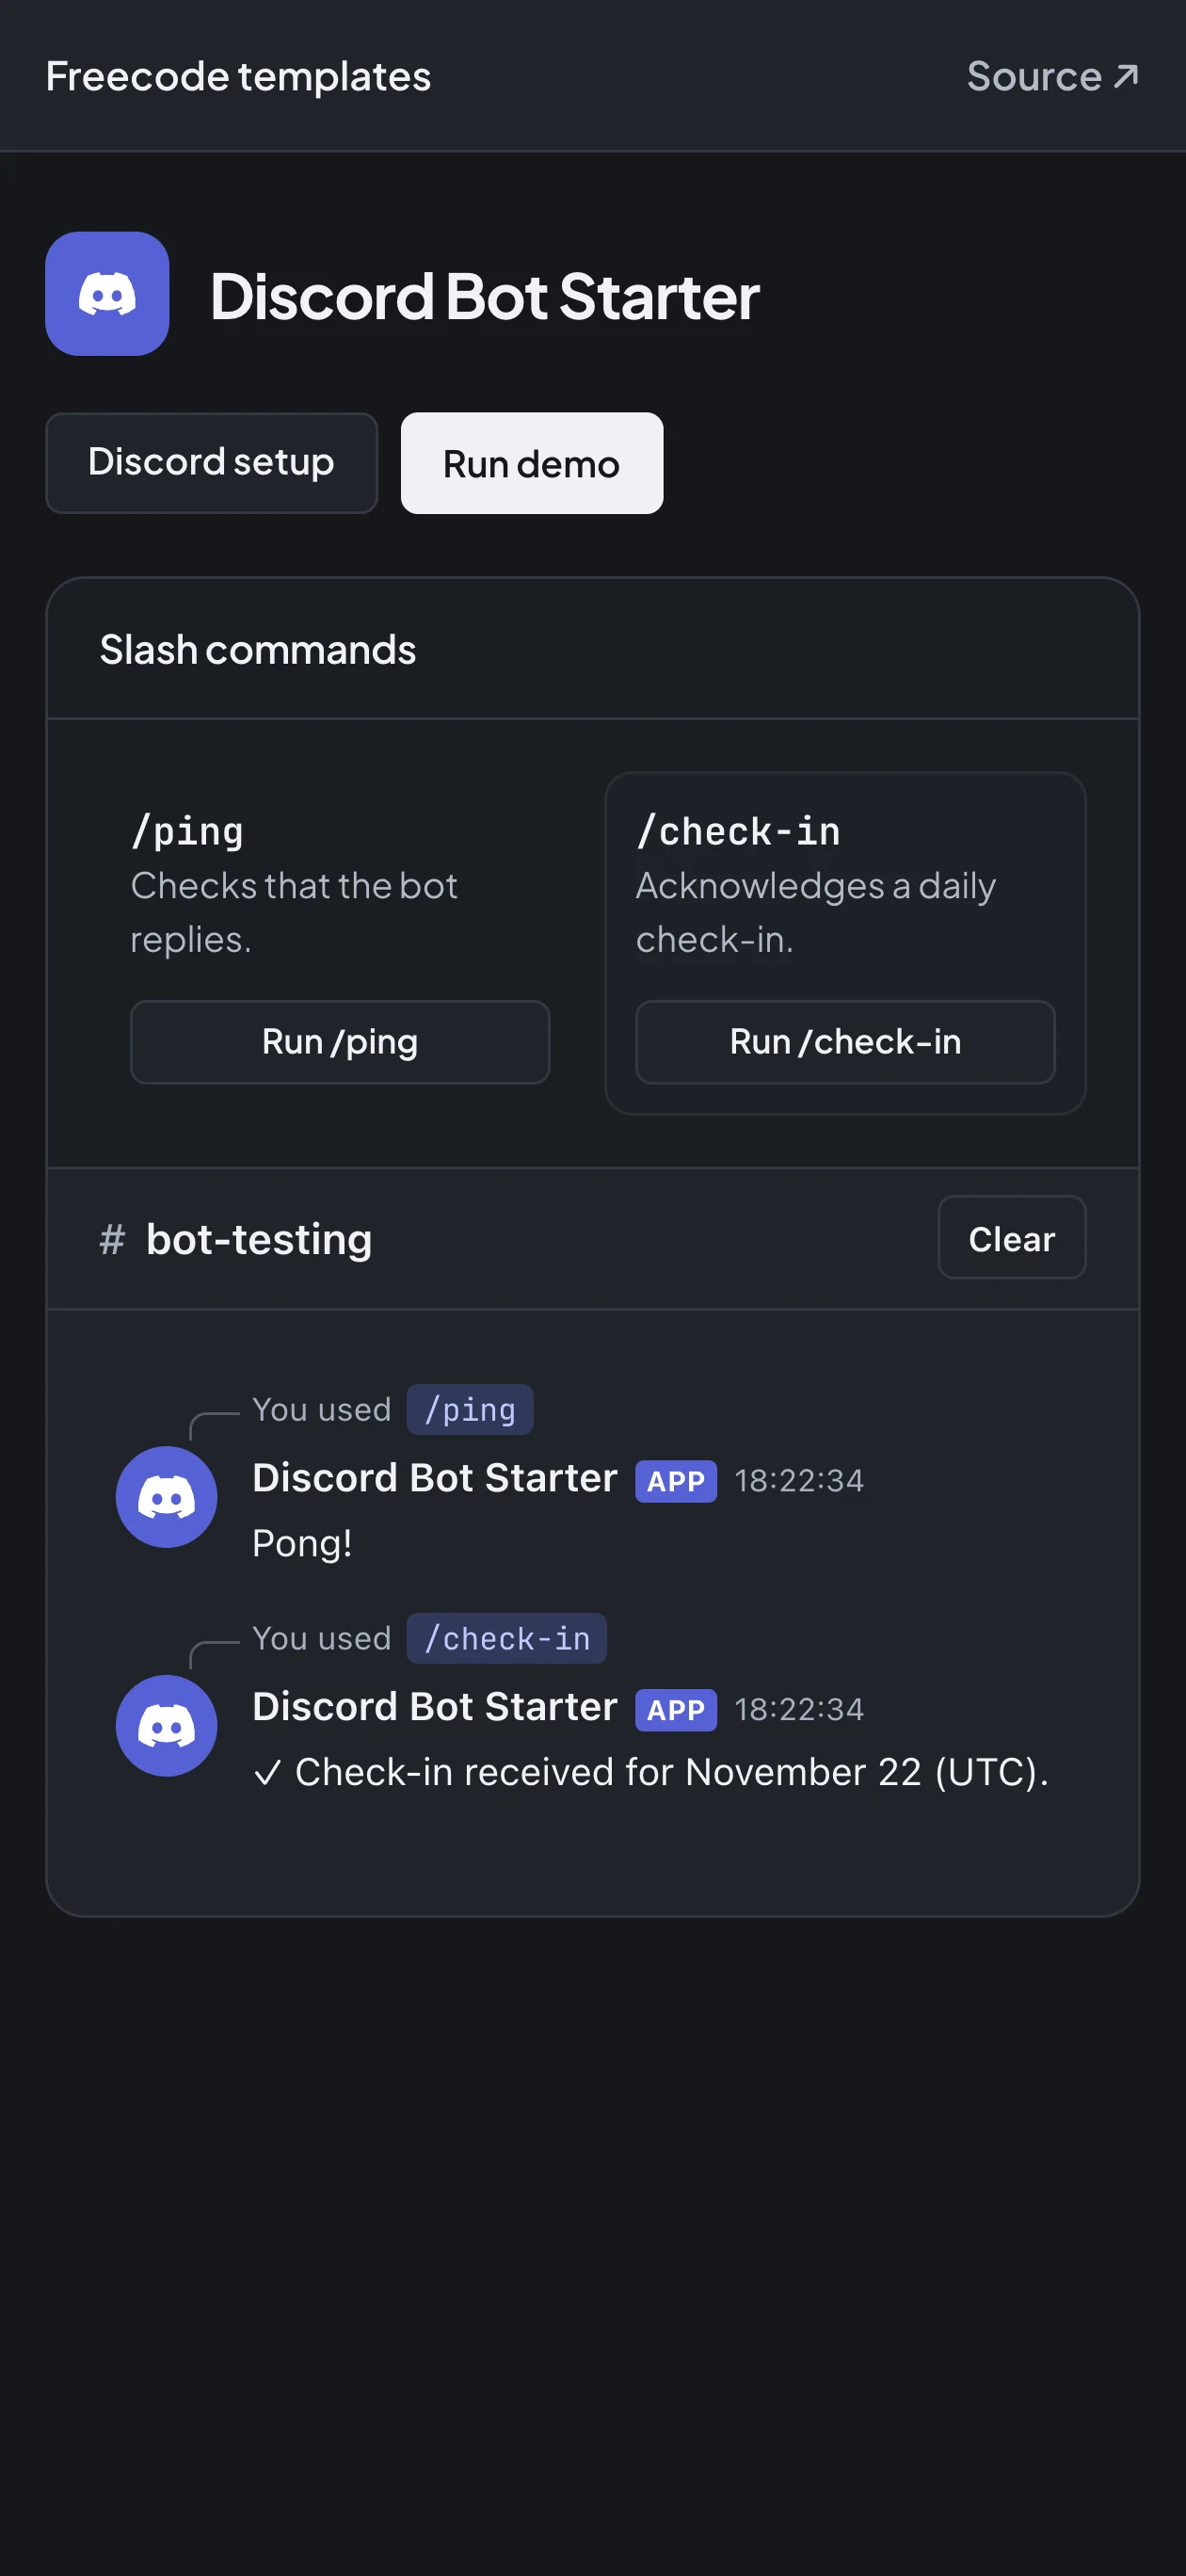 Freecode templates
Source ↗
Discord Bot Starter
Discord setup
Run demo
Slash commands
/ping
Checks that the bot
replies.
Run /ping
/check-in
Acknowledges a daily
check-in.
Run /check-in
# bot-testing
Clear
You used /ping
Discord Bot Starter APP 18:22:34
Pong!
You used /check-in
Discord Bot Starter APP 18:22:34
✓ Check-in received for November 22 (UTC).